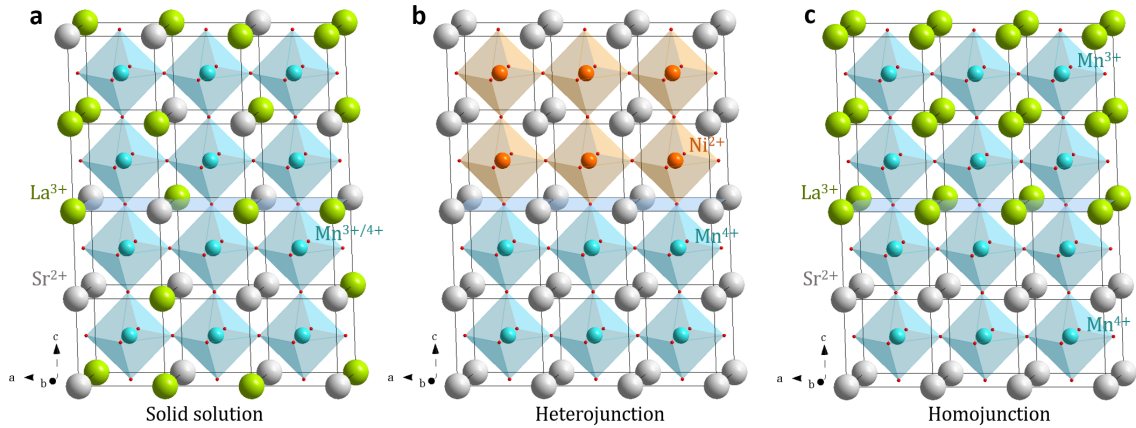 a
b
c
La³⁺
Sr²⁺
Mn³⁺/⁴⁺
c
a
b
Solid solution
Ni²⁺
Mn⁴⁺
c
a
b
Heterojunction
Mn³⁺
La³⁺
Sr²⁺
Mn⁴⁺
c
a
b
Homojunction